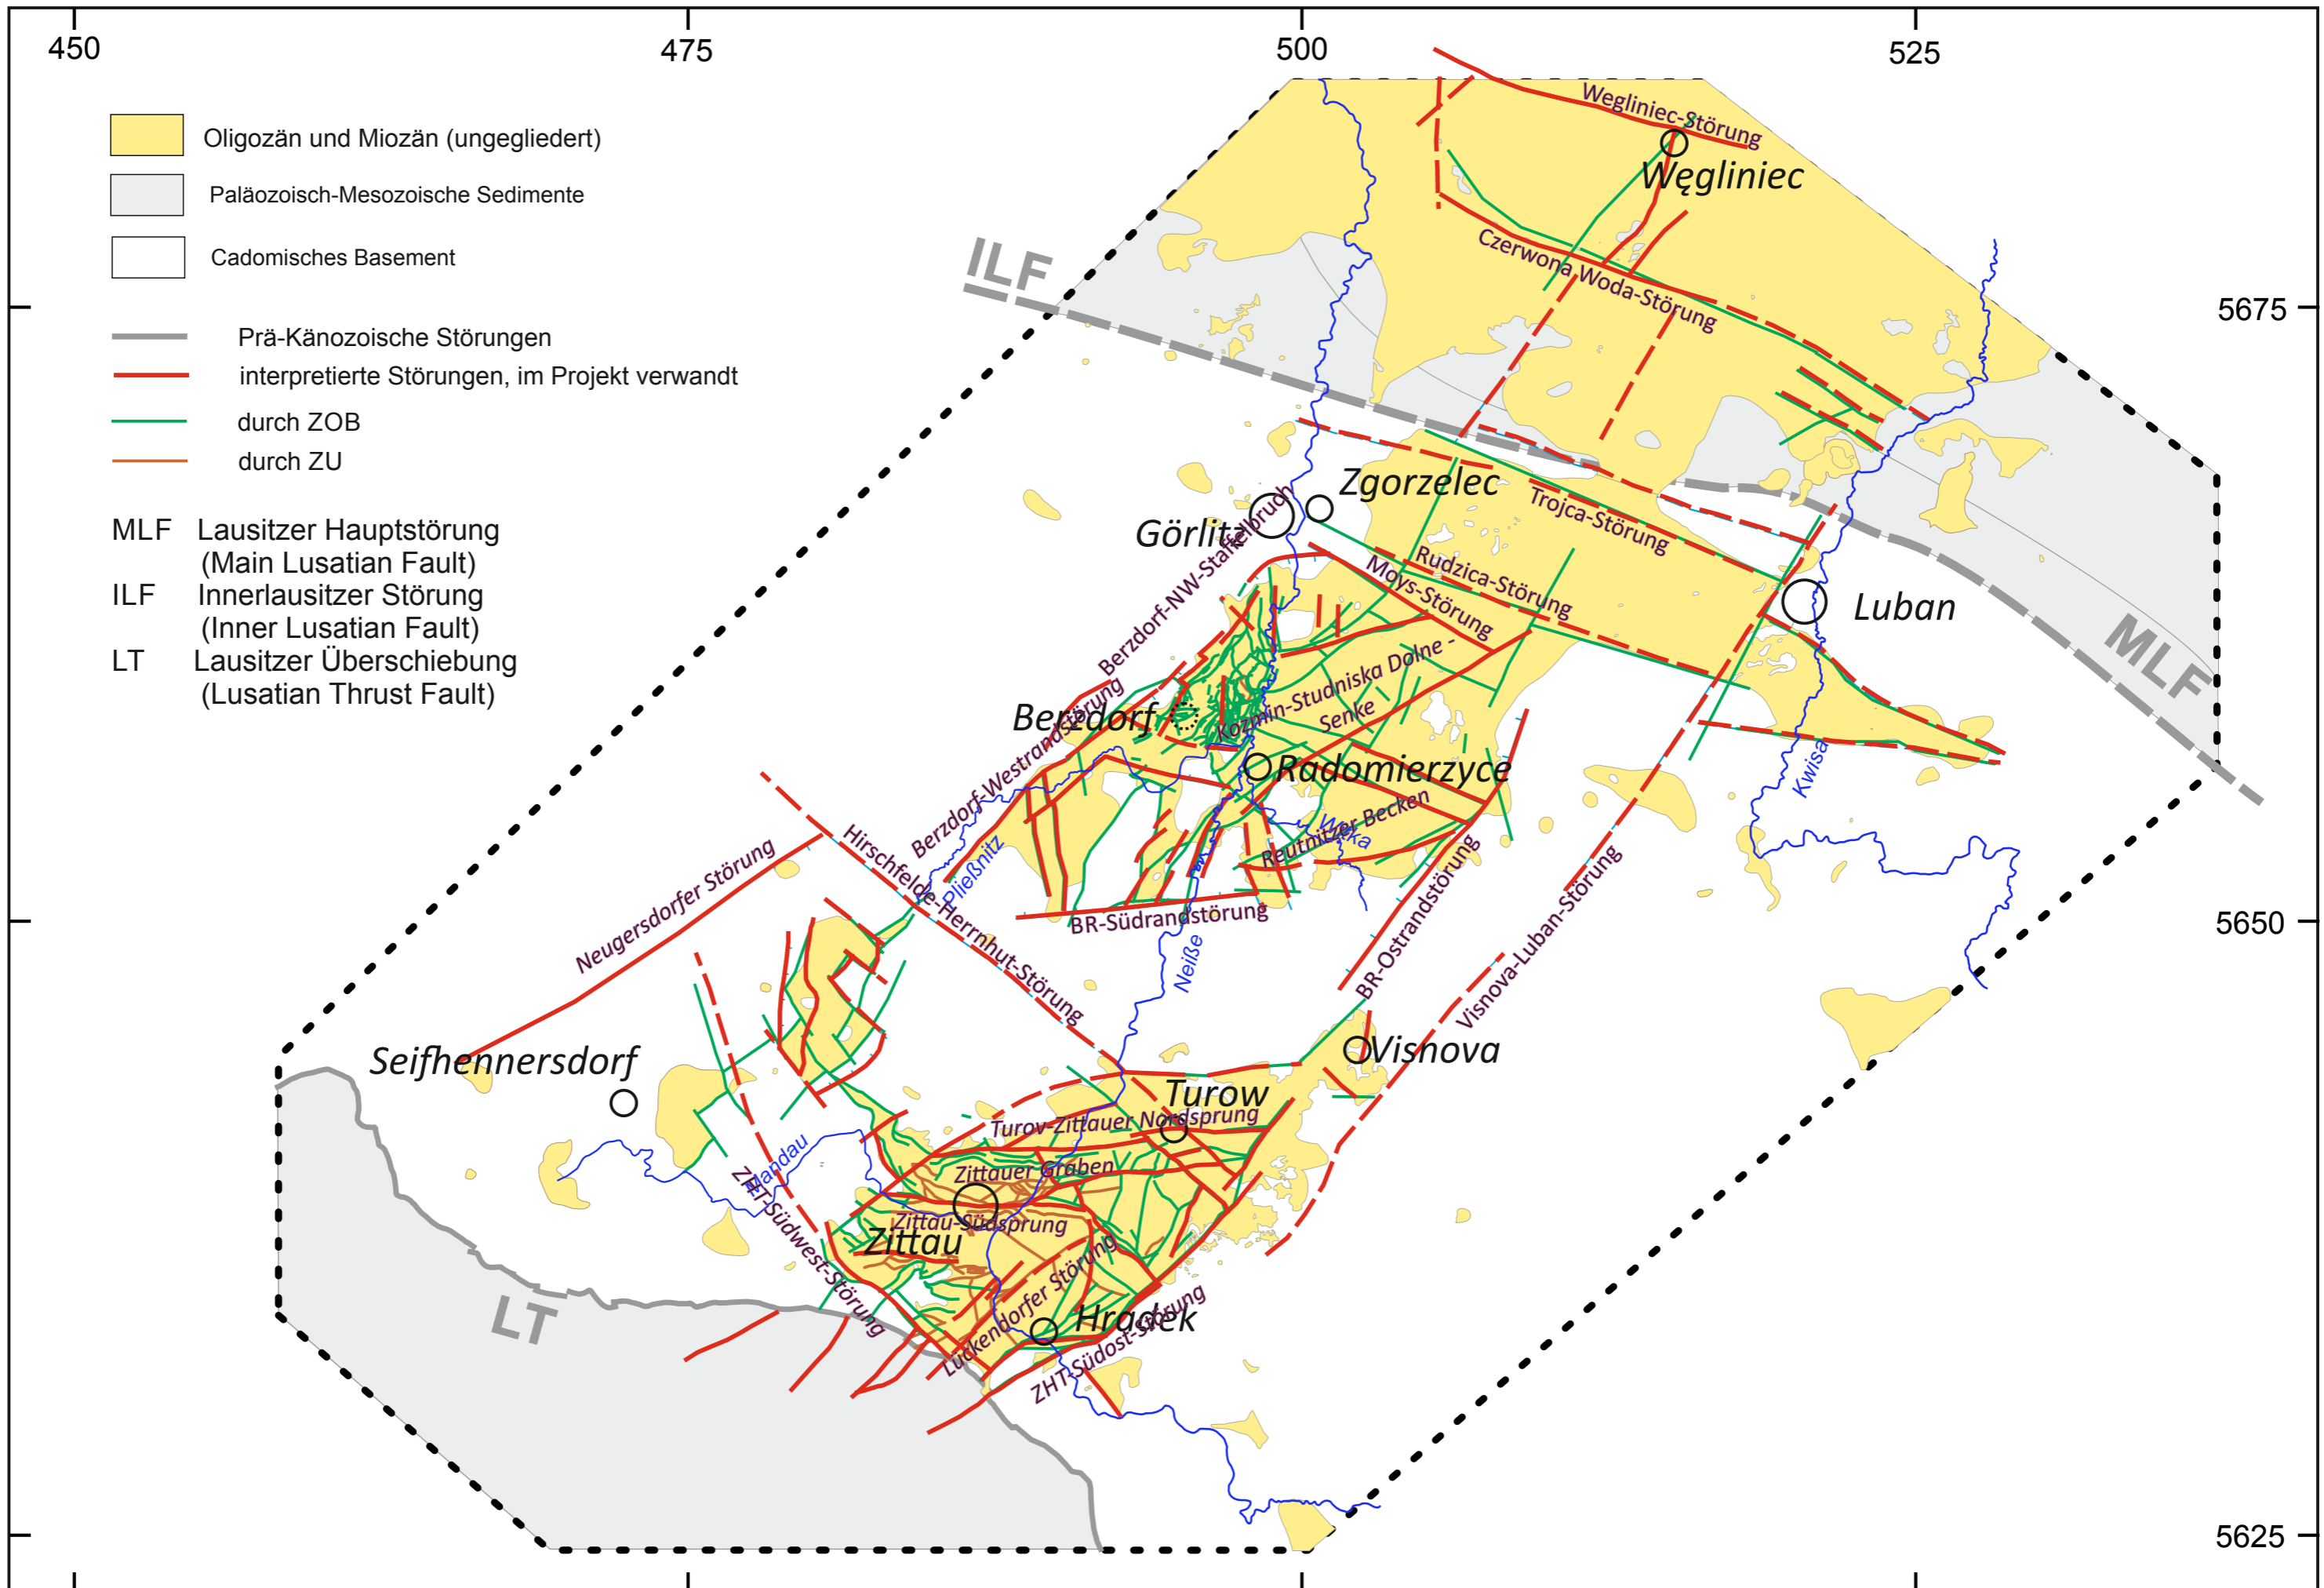 450
475
500
525
5675
5650
5625
Oligozän und Miozän (ungegliedert)
Paläozoisch-Mesozoische Sedimente
Cadomisches Basement
Prä-Känozoische Störungen
interpretierte Störungen, im Projekt verwandt
durch ZOB
durch ZU
MLF Lausitzer Hauptstörung
(Main Lusatian Fault)
ILF Innerlausitzer Störung
(Inner Lusatian Fault)
LT Lausitzer Überschiebung
(Lusatian Thrust Fault)
Wegliniec-Störung
Węgliniec
Czerwona Woda-Störung
ILF
Zgorzelec
Görlitz
Trojca-Störung
Rudzica-Störung
Moys-Störung
Luban
MLF
Berzdorf-NW-Staffelbruch
Kozmin-Studniska Dolne -
Senke
Berzdorf
Berzdorf-Westrandstörung
Radomierzyce
Reutnitzer Becken
Witka
Kwisa
Pließnitz
Hirschfelde-Herrnhut-Störung
Neugersdorfer Störung
BR-Südrandstörung
Neiße
BR-Ostrandstörung
Visnova-Luban-Störung
Seifhennersdorf
Visnova
Turow
Turov-Zittauer Nordsprung
Mandau
Zittauer Graben
ZHT-Südwest-Störung
Zittau-Südsprung
Zittau
Lückendorfer Störung
Hradek
ZHT-Südost-Störung
LT